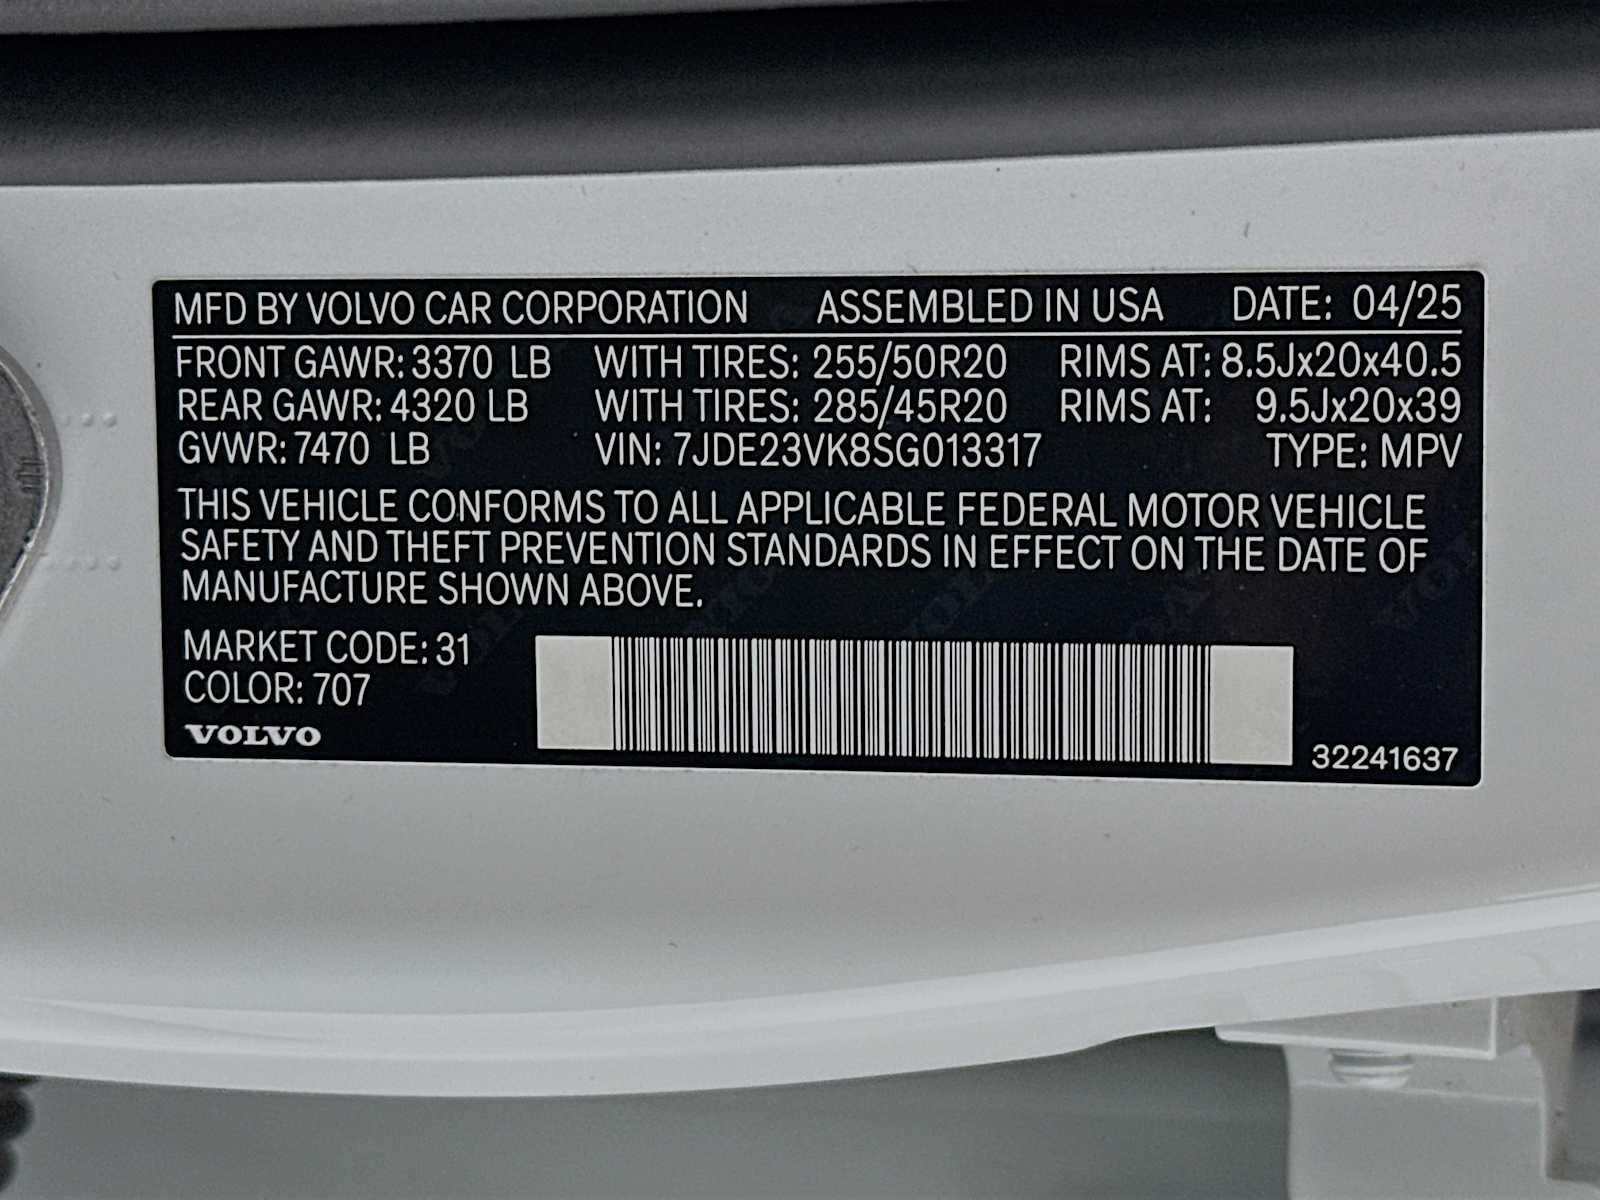 MFD BY VOLVO CAR CORPORATION ASSEMBLED IN USA DATE: 04/25
FRONT GAWR: 3370 LB WITH TIRES: 255/50R20 RIMS AT: 8.5Jx20x40.5
REAR GAWR: 4320 LB WITH TIRES: 285/45R20 RIMS AT: 9.5Jx20x39
GVWR: 7470 LB VIN: 7JDE23VK8SG013317 TYPE: MPV
THIS VEHICLE CONFORMS TO ALL APPLICABLE FEDERAL MOTOR VEHICLE
SAFETY AND THEFT PREVENTION STANDARDS IN EFFECT ON THE DATE OF
MANUFACTURE SHOWN ABOVE.
MARKET CODE: 31
COLOR: 707
VOLVO
32241637